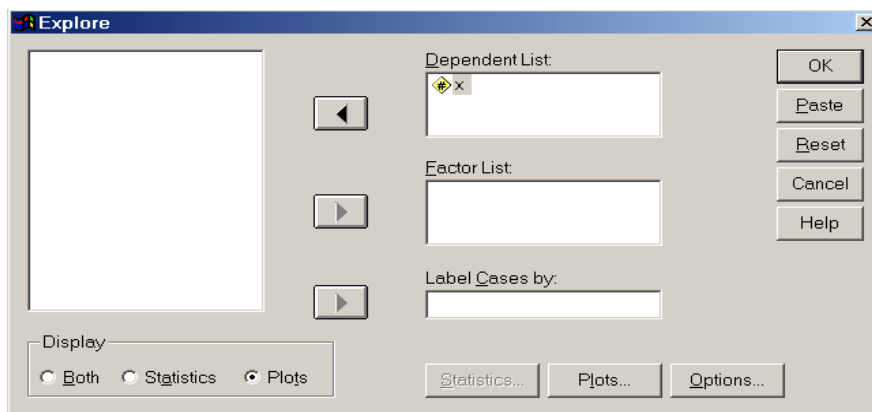 Explore
Dependent List:
# x
Factor List:
Label Cases by:
Display
Both Statistics Plots
Statistics... Plots... Options...
OK
Paste
Reset
Cancel
Help